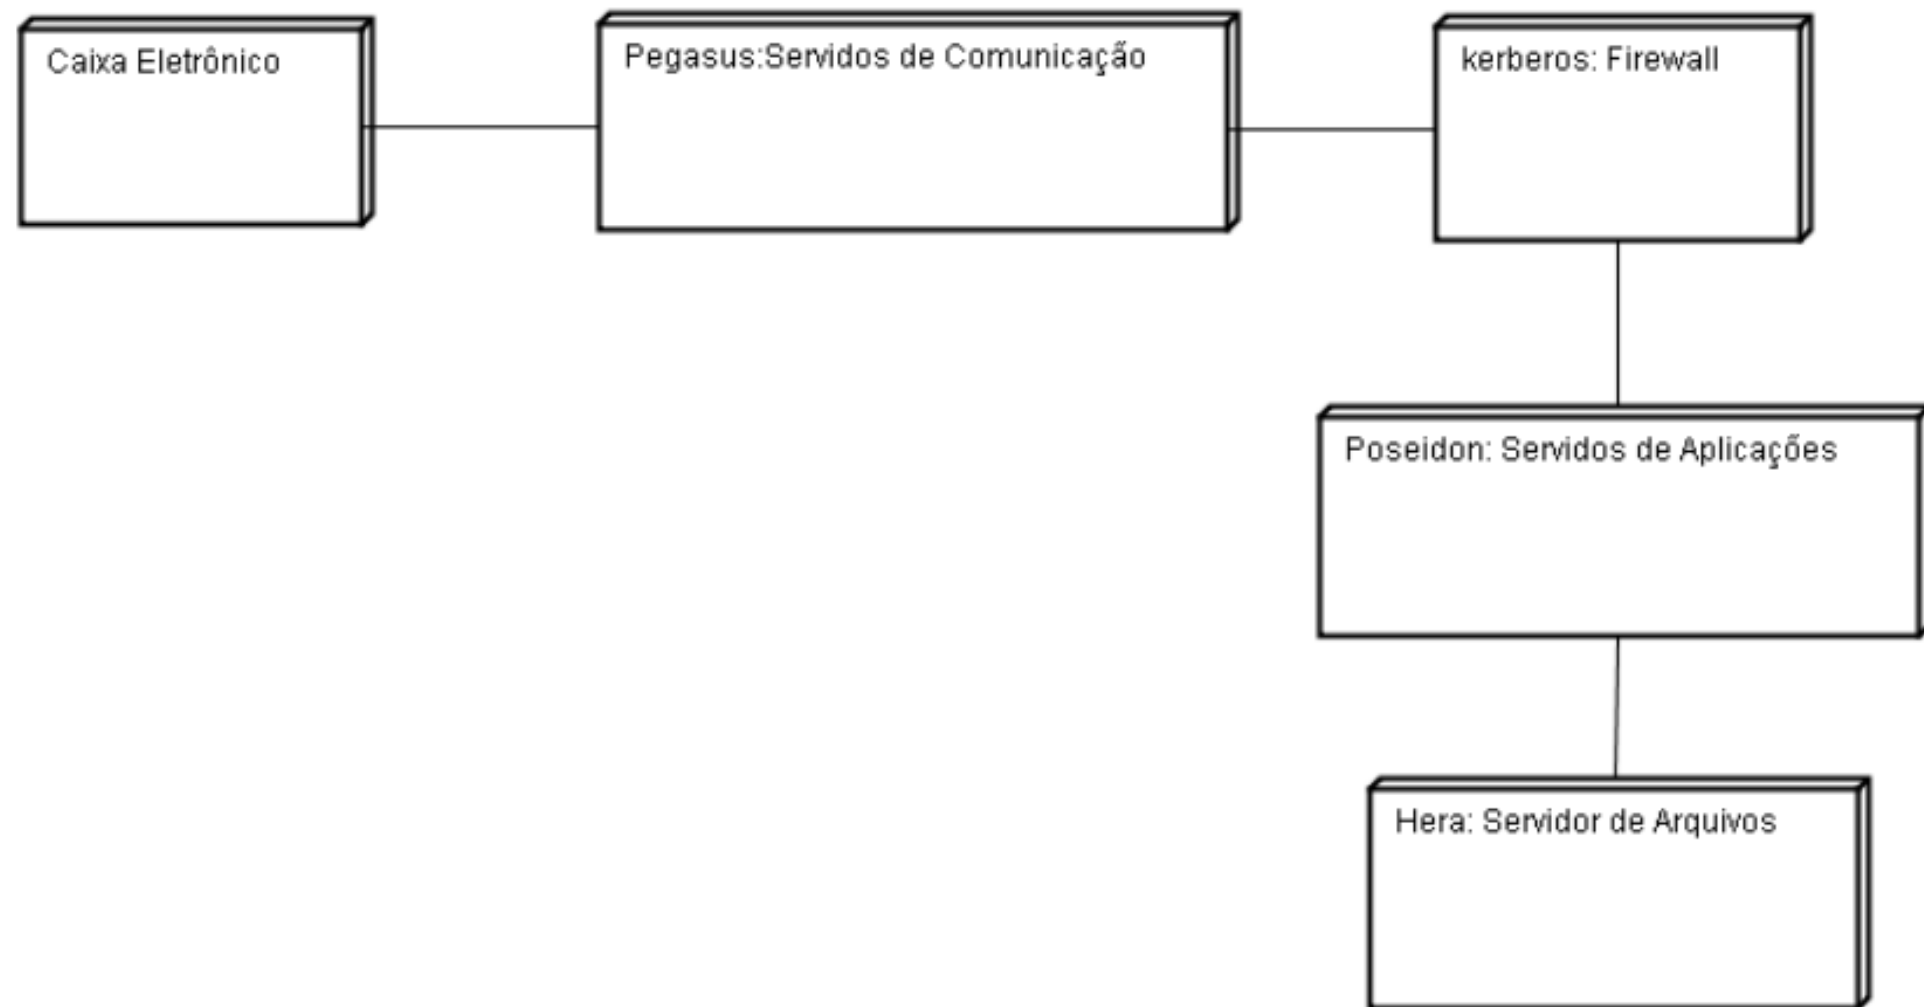 Caixa Eletrônico
Pegasus:Servidos de Comunicação
kerberos: Firewall
Poseidon: Servidos de Aplicações
Hera: Servidor de Arquivos